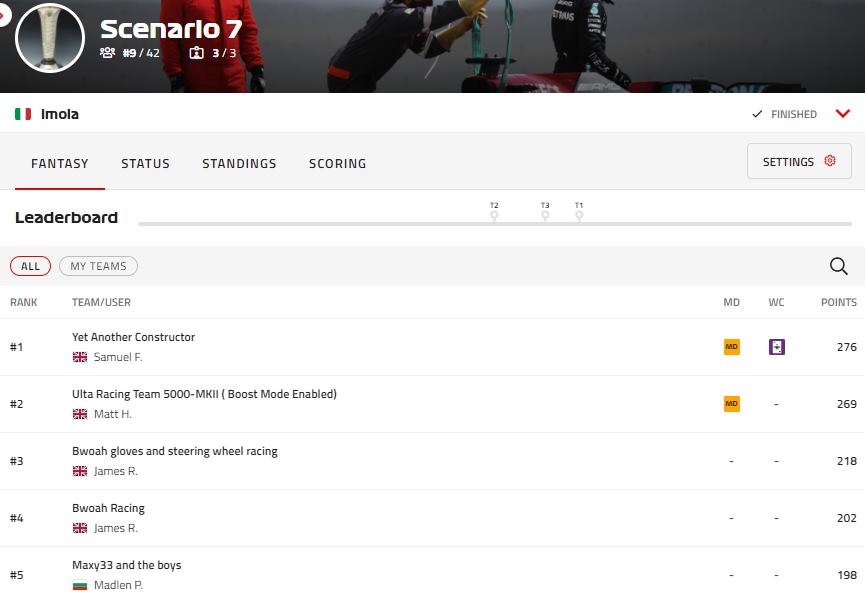 Scenario 7
#9 / 42 3 / 3
PETRONAS
AMG
Imola FINISHED
FANTASY STATUS STANDINGS SCORING SETTINGS
T2 T3 T1
Leaderboard
ALL MY TEAMS
RANK TEAM/USER MD WC POINTS
Yet Another Constructor
#1 MD 276
Samuel F.
Ulta Racing Team 5000-MKII ( Boost Mode Enabled)
#2 MD - 269
Matt H.
Bwoah gloves and steering wheel racing
#3 - - 218
James R.
Bwoah Racing
#4 - - 202
James R.
Maxy33 and the boys
#5 - - 198
Madlen P.